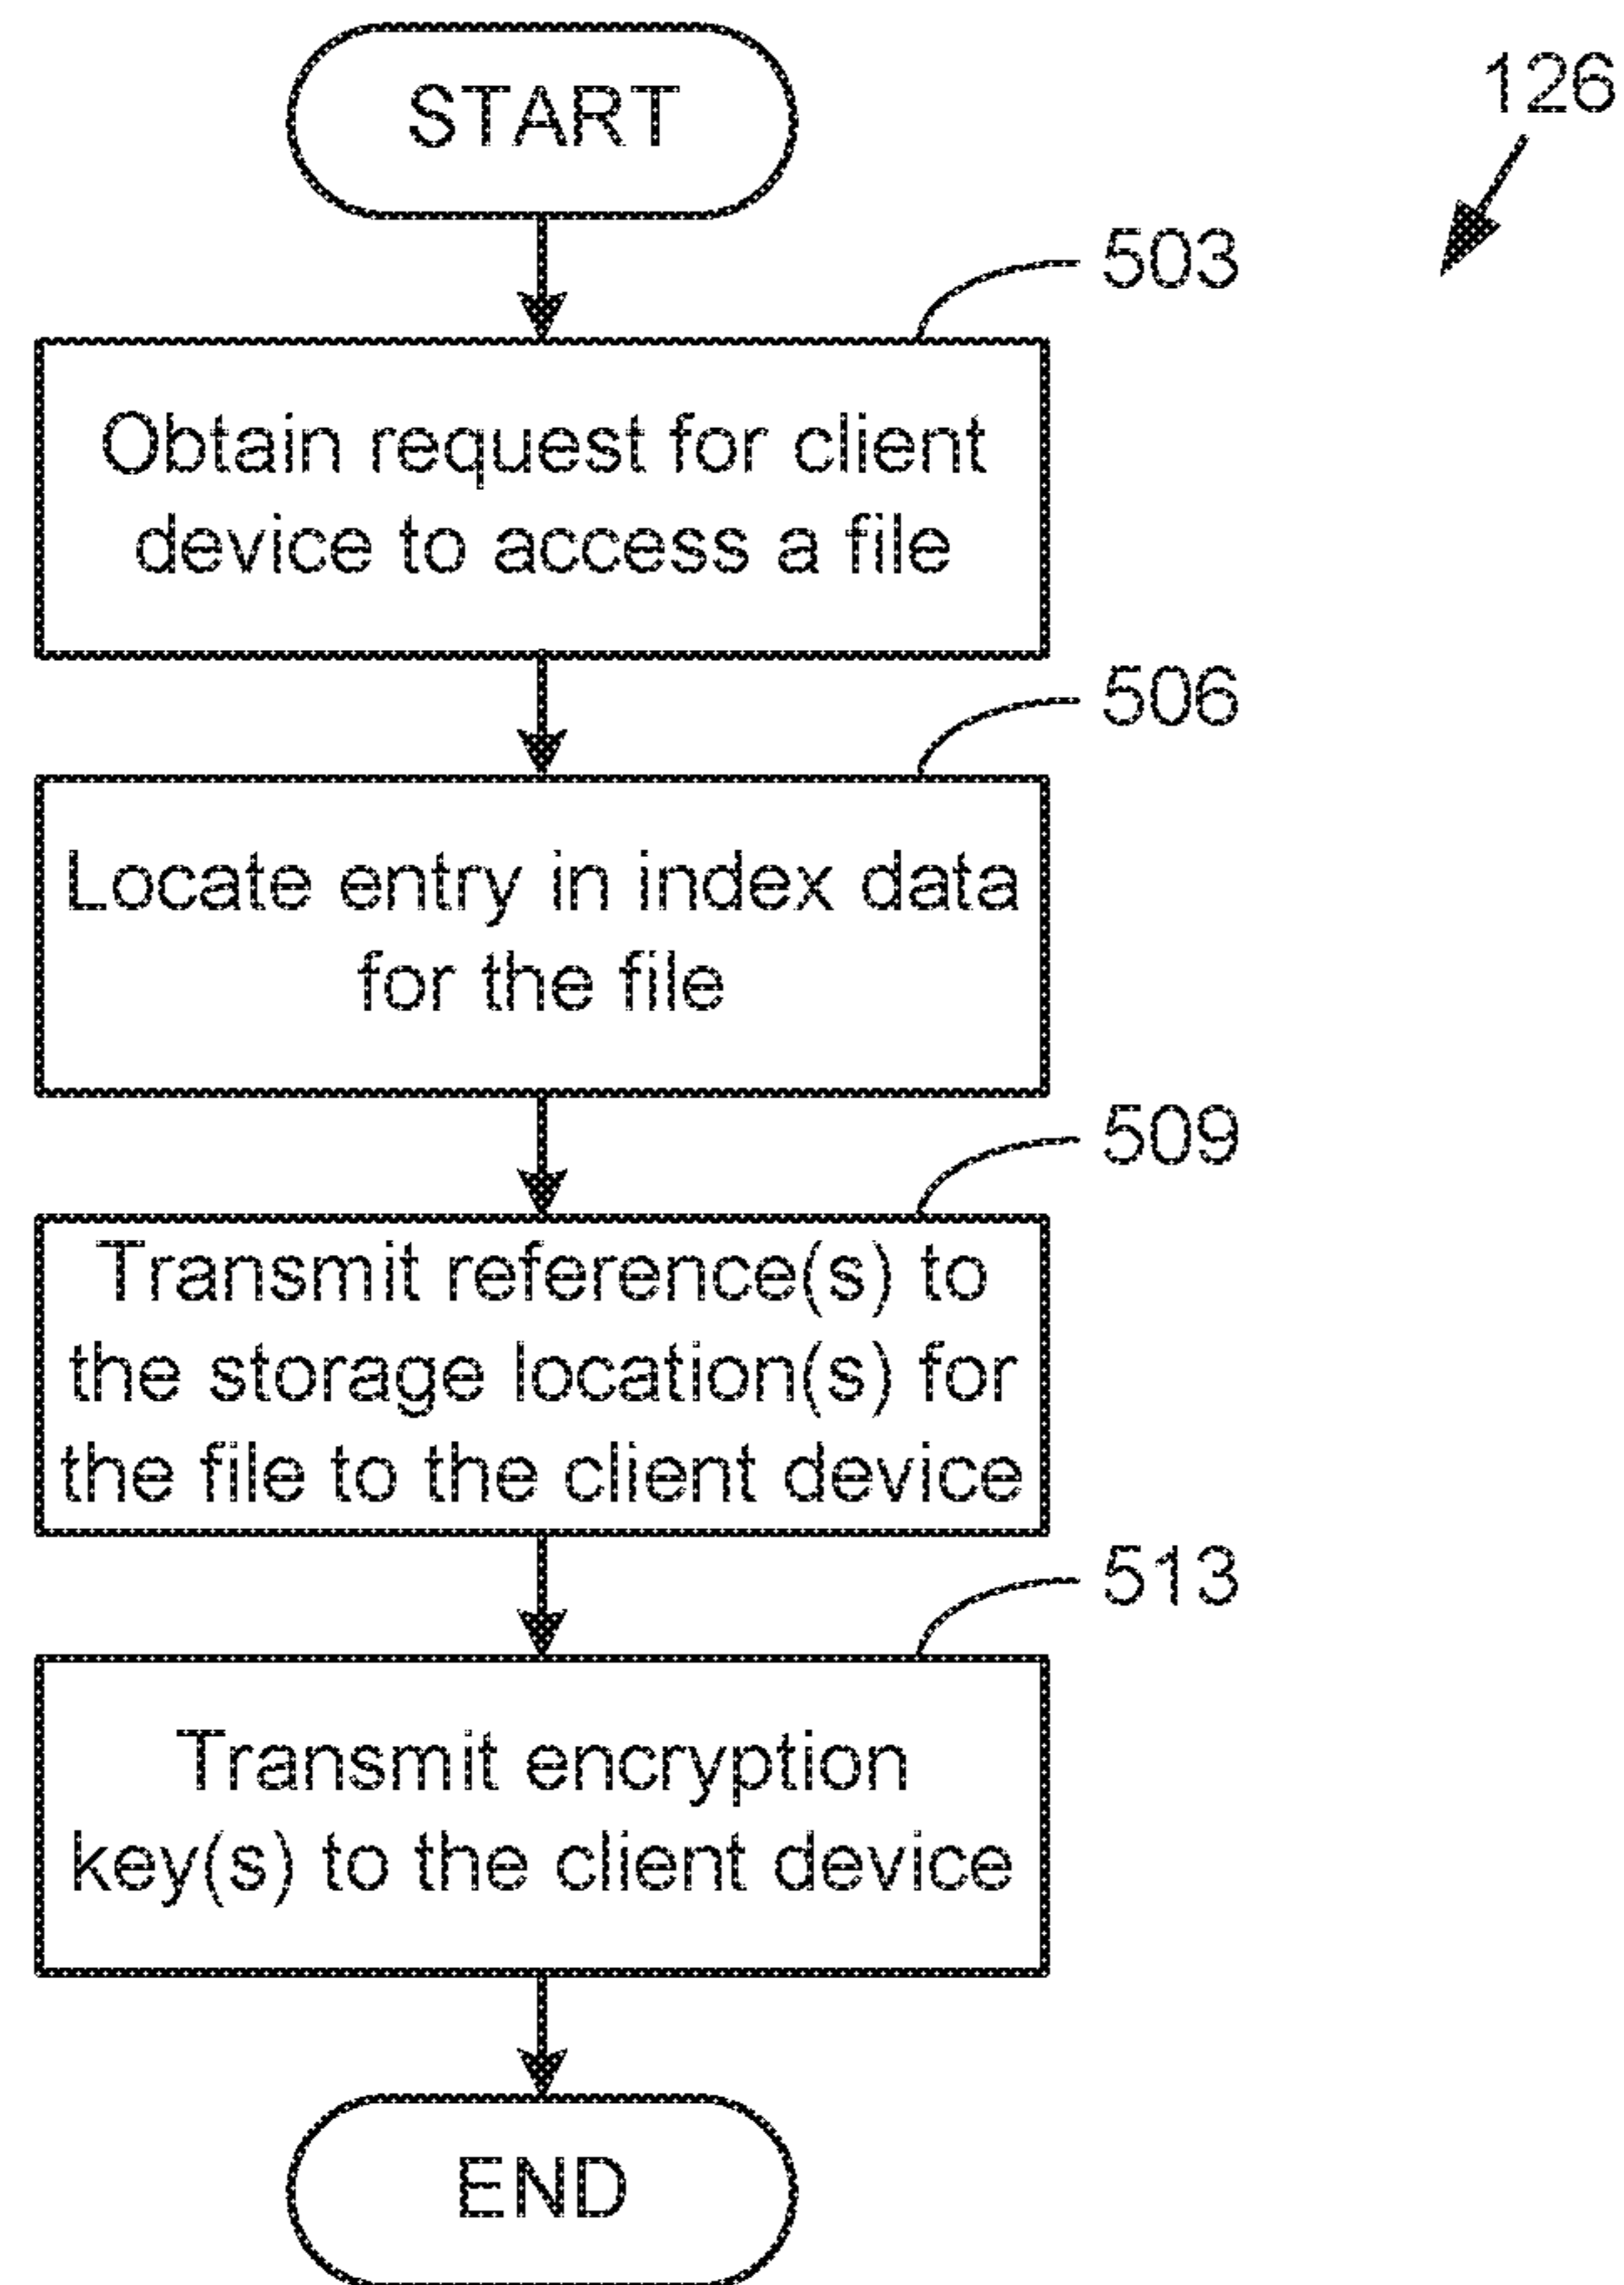 START
126
503
Obtain request for client
device to access a file
506
Locate entry in index data
for the file
509
Transmit reference(s) to
the storage location(s) for
the file to the client device
513
Transmit encryption
key(s) to the client device
END